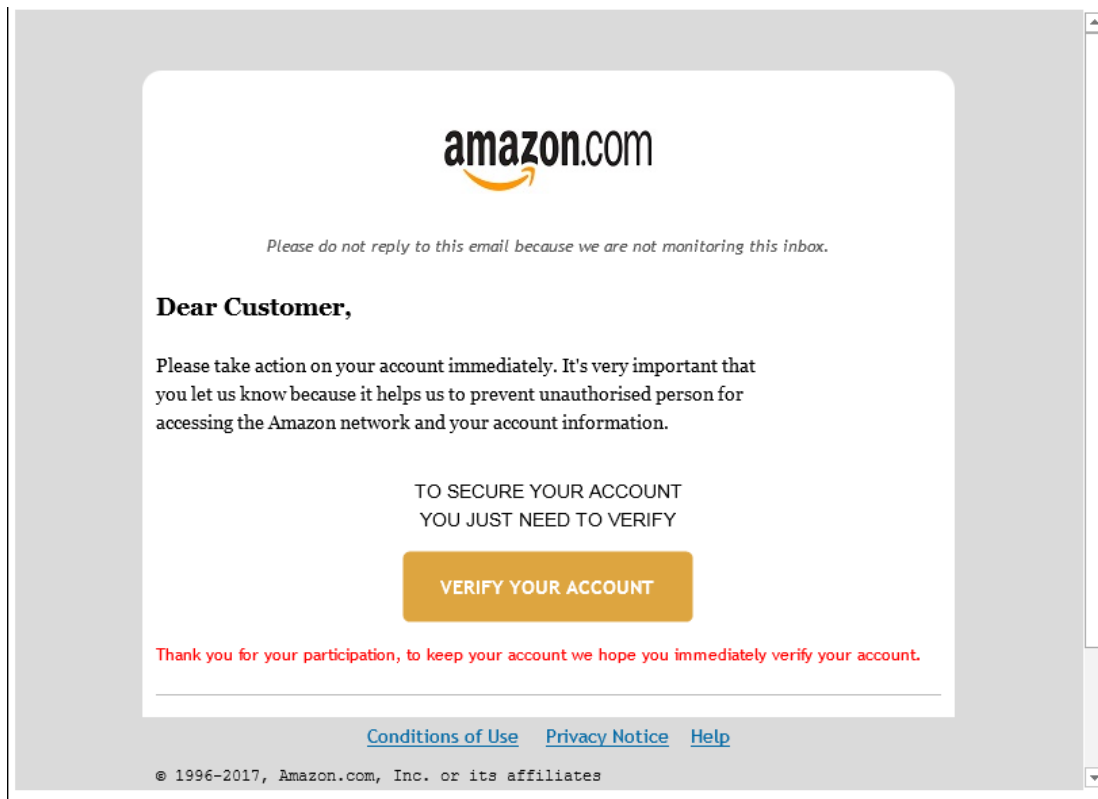 amazon.com
Please do not reply to this email because we are not monitoring this inbox.
Dear Customer,
Please take action on your account immediately. It's very important that
you let us know because it helps us to prevent unauthorised person for
accessing the Amazon network and your account information.
TO SECURE YOUR ACCOUNT
YOU JUST NEED TO VERIFY
VERIFY YOUR ACCOUNT
Thank you for your participation, to keep your account we hope you immediately verify your account.
Conditions of Use Privacy Notice Help
© 1996-2017, Amazon.com, Inc. or its affiliates